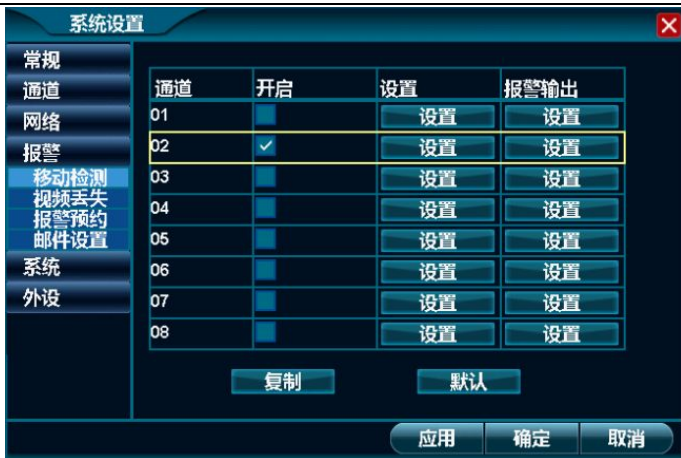 系统设置
常规
通道
网络
报警
移动检测
视频丢失
报警预约
邮件设置
系统
外设
通道 开启 设置 报警输出
01 设置 设置
02 设置 设置
03 设置 设置
04 设置 设置
05 设置 设置
06 设置 设置
07 设置 设置
08 设置 设置
复制 默认
应用 确定 取消